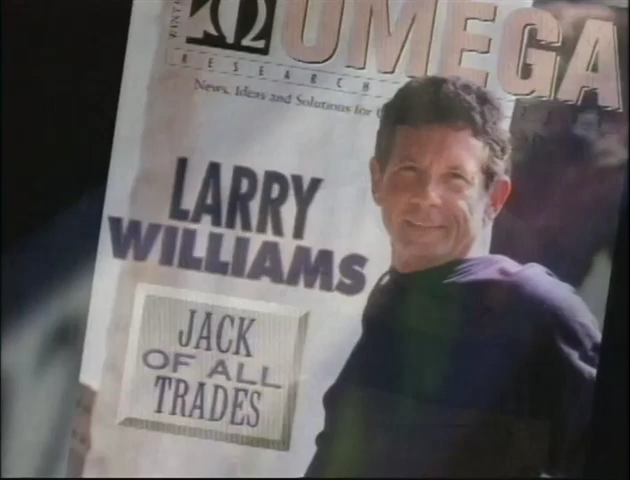 OMEGA
RESEARCH
News, Ideas and Solutions for
LARRY
WILLIAMS
JACK
OF ALL
TRADES